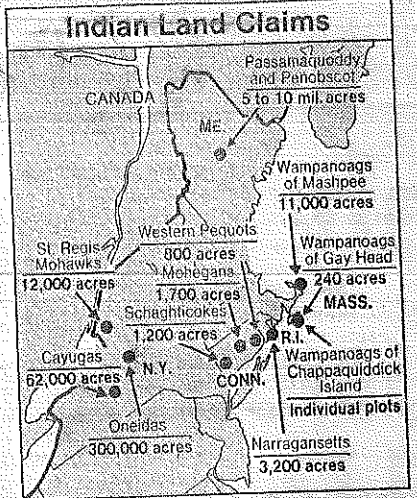 Indian Land Claims
Passamaquoddy
and Penobscot
5 to 10 mil. acres
CANADA
ME.
Wampanoags
of Mashpee
11,000 acres
Western Pequots
800 acres
St. Regis
Mohawks
12,000 acres
Mohegans
1,700 acres
Wampanoags
of Gay Head
240 acres
MASS.
Schaghticokes
1,200 acres
R.I.
Cayugas
62,000 acres
N.Y.
CONN.
Wampanoags of
Chappaquiddick
Island
Individual plots
Oneidas
300,000 acres
Narragansetts
3,200 acres